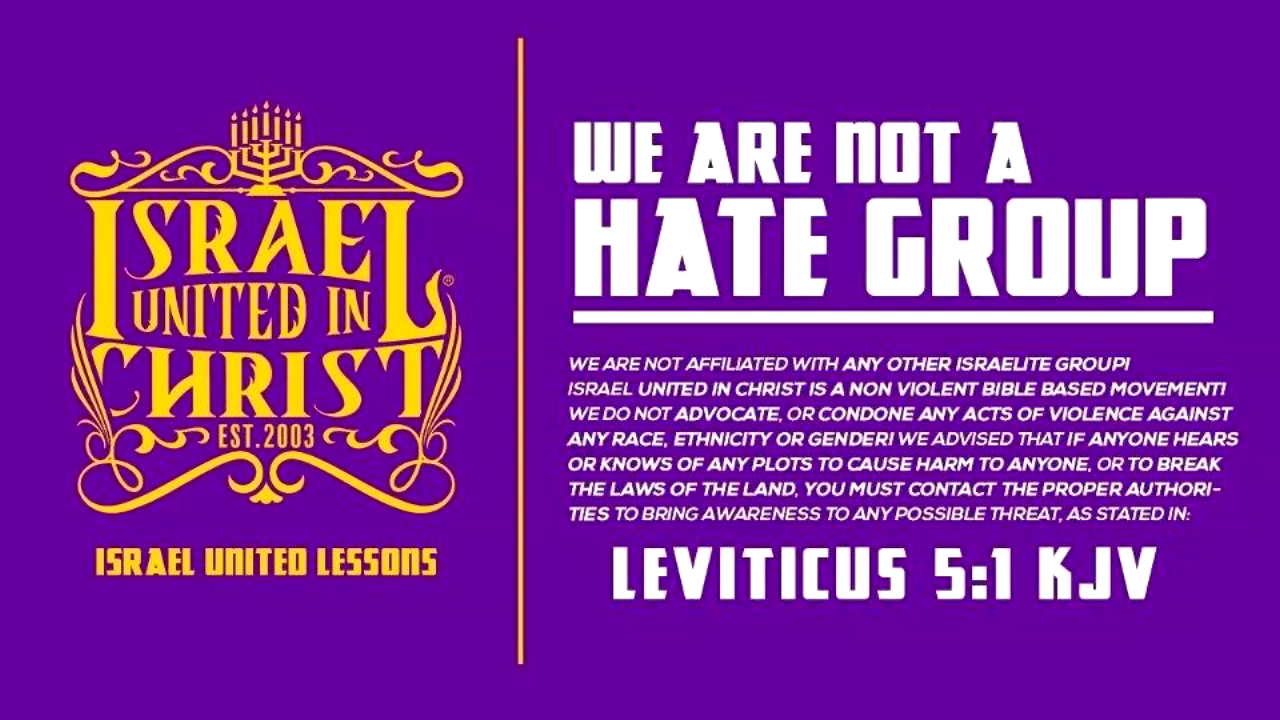 ISRAEL
UNITED IN
CHRIST
EST.2003
®
ISRAEL UNITED LESSONS
WE ARE NOT A
HATE GROUP
WE ARE NOT AFFILIATED WITH ANY OTHER ISRAELITE GROUP!
ISRAEL UNITED IN CHRIST IS A NON VIOLENT BIBLE BASED MOVEMENT!
WE DO NOT ADVOCATE, OR CONDONE ANY ACTS OF VIOLENCE AGAINST
ANY RACE, ETHNICITY OR GENDER! WE ADVISED THAT IF ANYONE HEARS
OR KNOWS OF ANY PLOTS TO CAUSE HARM TO ANYONE, OR TO BREAK
THE LAWS OF THE LAND, YOU MUST CONTACT THE PROPER AUTHORI-
TIES TO BRING AWARENESS TO ANY POSSIBLE THREAT, AS STATED IN:
LEVITICUS 5:1 KJV